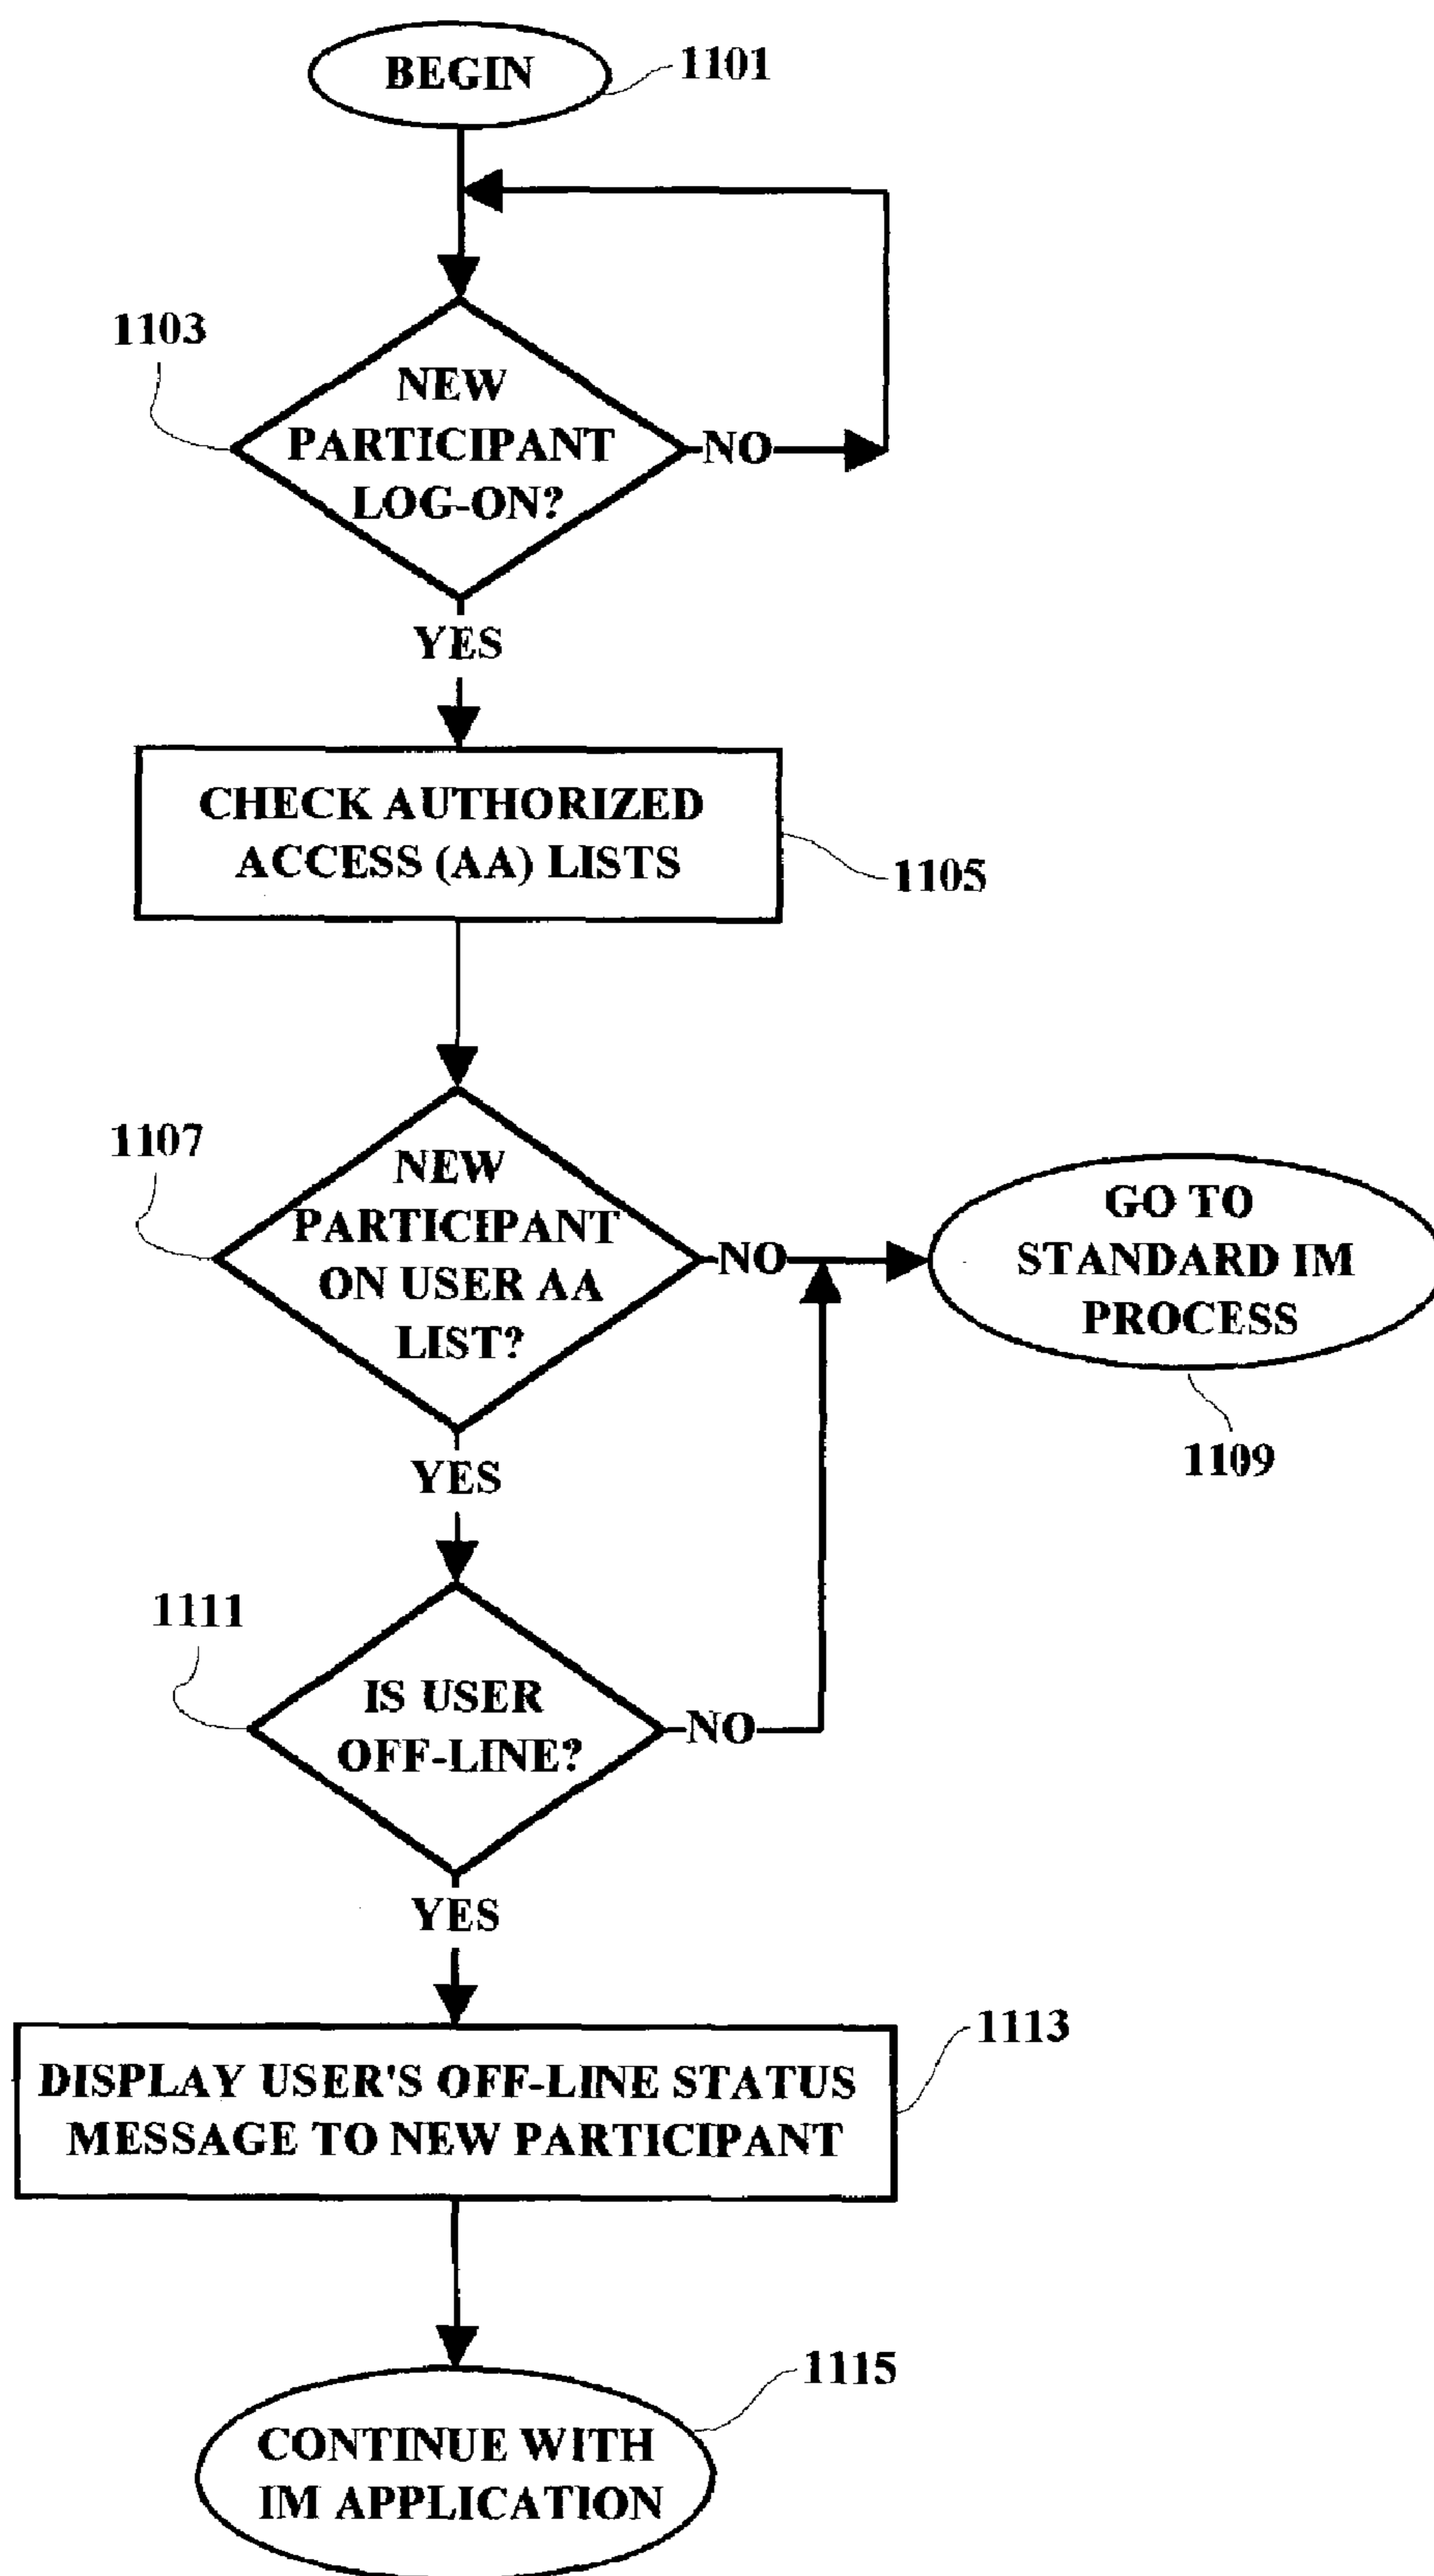 BEGIN
1101
1103
NEW
PARTICIPANT
LOG-ON?
NO
YES
CHECK AUTHORIZED
ACCESS (AA) LISTS
1105
1107
NEW
PARTICIPANT
ON USER AA
LIST?
NO
GO TO
STANDARD IM
PROCESS
1109
YES
1111
IS USER
OFF-LINE?
NO
YES
1113
DISPLAY USER'S OFF-LINE STATUS
MESSAGE TO NEW PARTICIPANT
1115
CONTINUE WITH
IM APPLICATION